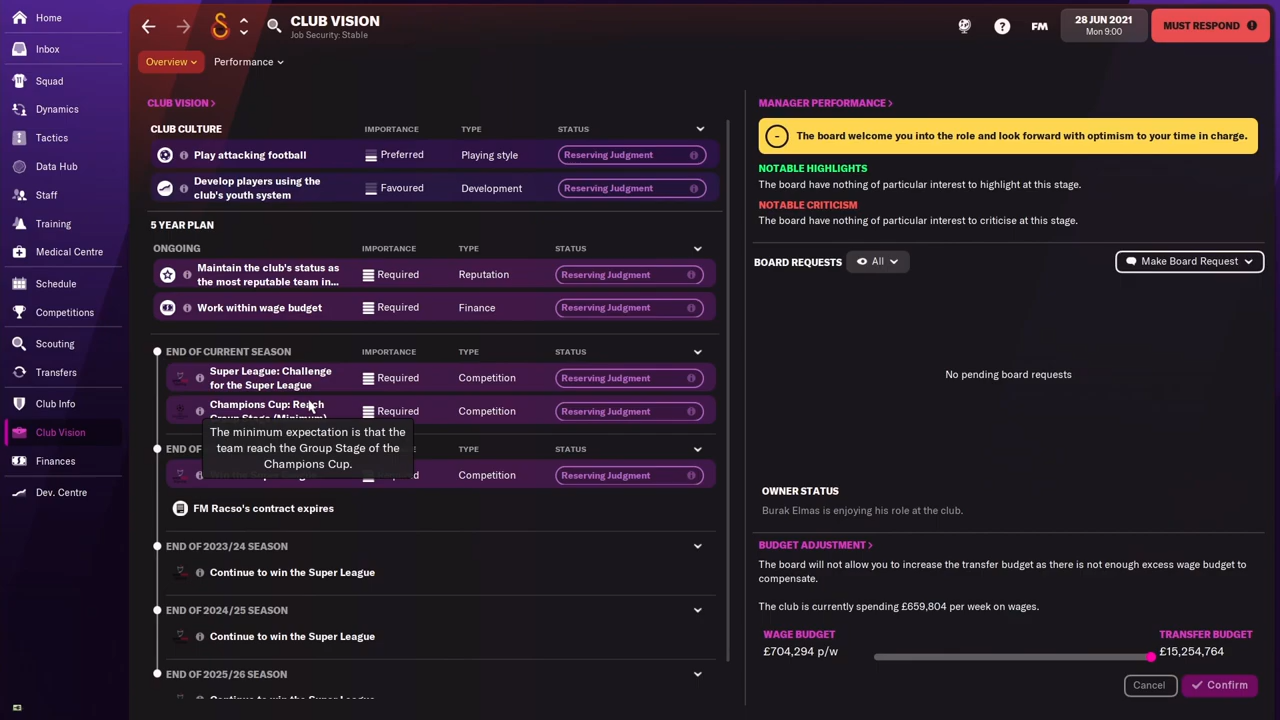 Home
Inbox
Squad
Dynamics
Tactics
Data Hub
Staff
Training
Medical Centre
Schedule
Competitions
Scouting
Transfers
Club Info
Club Vision
Finances
Dev. Centre
CLUB VISION
Job Security: Stable
FM
28 JUN 2021
Mon 9:00
MUST RESPOND
Overview
Performance
CLUB VISION >
CLUB CULTURE IMPORTANCE TYPE STATUS
Play attacking football Preferred Playing style Reserving Judgment
Develop players using the
club's youth system Favoured Development Reserving Judgment
5 YEAR PLAN
ONGOING IMPORTANCE TYPE STATUS
Maintain the club's status as
the most reputable team in... Required Reputation Reserving Judgment
Work within wage budget Required Finance Reserving Judgment
END OF CURRENT SEASON IMPORTANCE TYPE STATUS
Super League: Challenge
for the Super League Required Competition Reserving Judgment
Champions Cup: Reach
Group Stage (Minimum) Required Competition Reserving Judgment
The minimum expectation is that the
team reach the Group Stage of the
Champions Cup.
END OF TYPE STATUS
Competition Reserving Judgment
FM Racso's contract expires
END OF 2023/24 SEASON
Continue to win the Super League
END OF 2024/25 SEASON
Continue to win the Super League
END OF 2025/26 SEASON
Continue to win the Super League
MANAGER PERFORMANCE >
The board welcome you into the role and look forward with optimism to your time in charge.
NOTABLE HIGHLIGHTS
The board have nothing of particular interest to highlight at this stage.
NOTABLE CRITICISM
The board have nothing of particular interest to criticise at this stage.
BOARD REQUESTS All Make Board Request
No pending board requests
OWNER STATUS
Burak Elmas is enjoying his role at the club.
BUDGET ADJUSTMENT >
The board will not allow you to increase the transfer budget as there is not enough excess wage budget to
compensate.
The club is currently spending £659,804 per week on wages.
WAGE BUDGET TRANSFER BUDGET
£704,294 p/w £15,254,764
Cancel Confirm